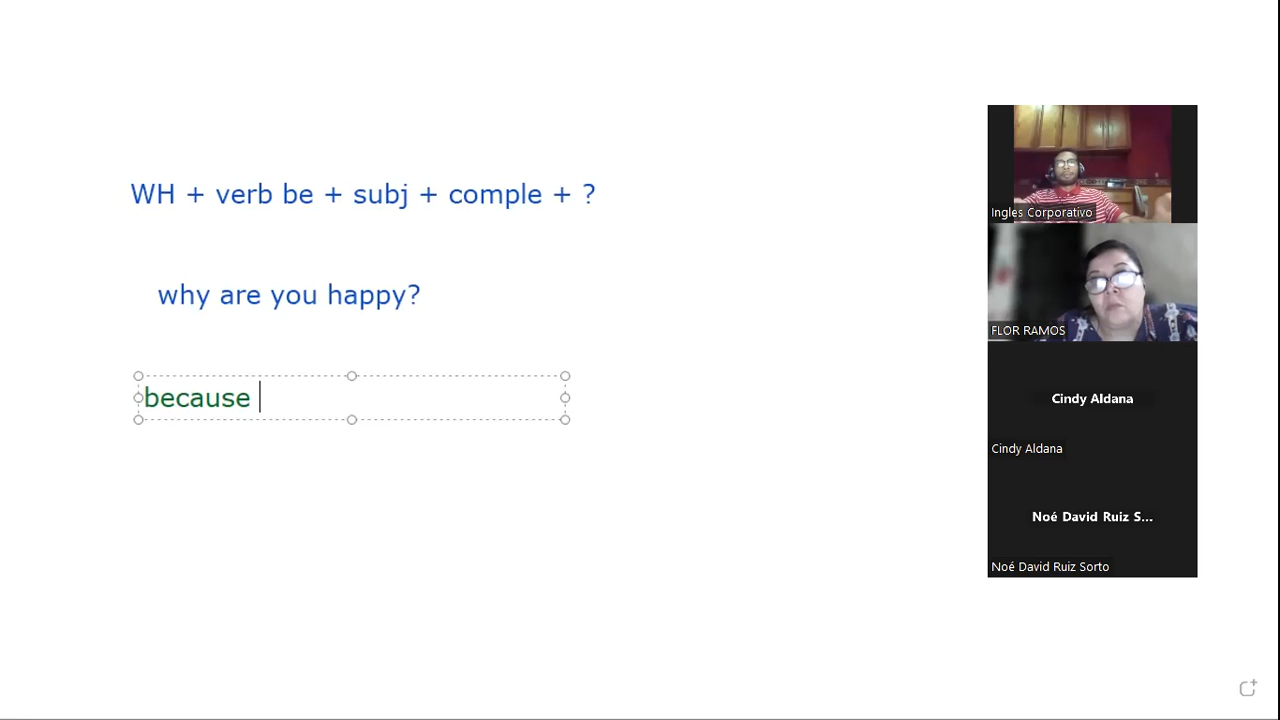 WH + verb be + subj + comple + ?
why are you happy?
because
Ingles Corporativo
FLOR RAMOS
Cindy Aldana
Cindy Aldana
Noé David Ruiz S...
Noé David Ruiz Sorto